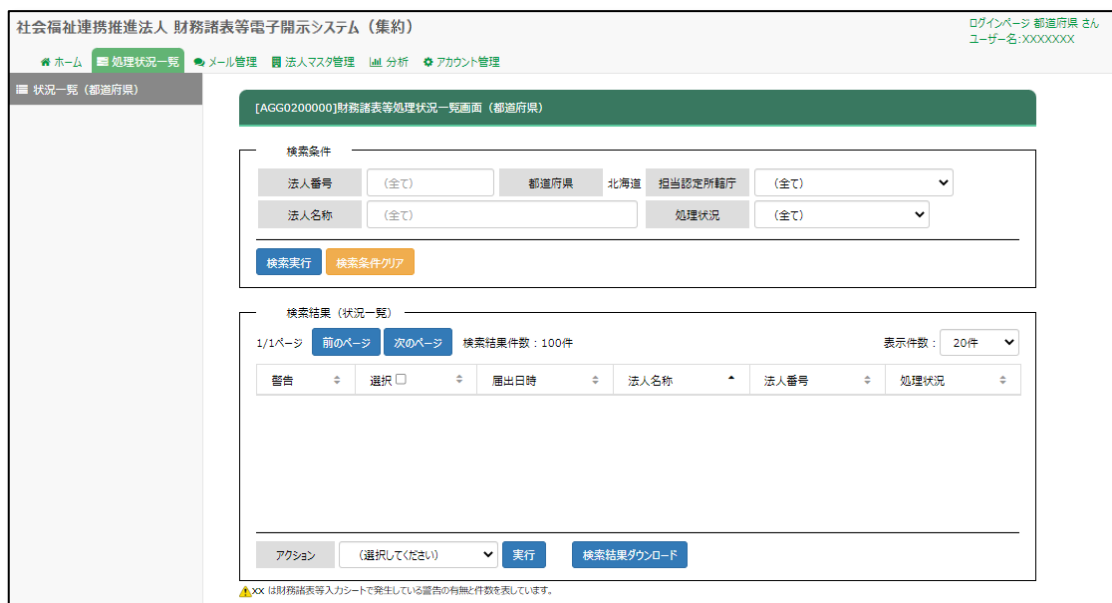 社会福祉連携推進法人 財務諸表等電子開示システム（集約）
ログインページ 都道府県 さん
ユーザー名:XXXXXXX
ホーム 処理状況一覧 メール管理 法人マスタ管理 分析 アカウント管理
状況一覧（都道府県）
[AGG0200000]財務諸表等処理状況一覧画面（都道府県）
検索条件
法人番号 （全て） 都道府県 北海道 担当認定所轄庁 （全て）
法人名称 （全て） 処理状況 （全て）
検索実行 検索条件クリア
検索結果（状況一覧）
1/1ページ 前のページ 次のページ 検索結果件数：100件 表示件数： 20件
警告 選択 届出日時 法人名称 法人番号 処理状況
アクション （選択してください） 実行 検索結果ダウンロード
xx は財務諸表等入力シートで発生している警告の有無と件数を表しています。